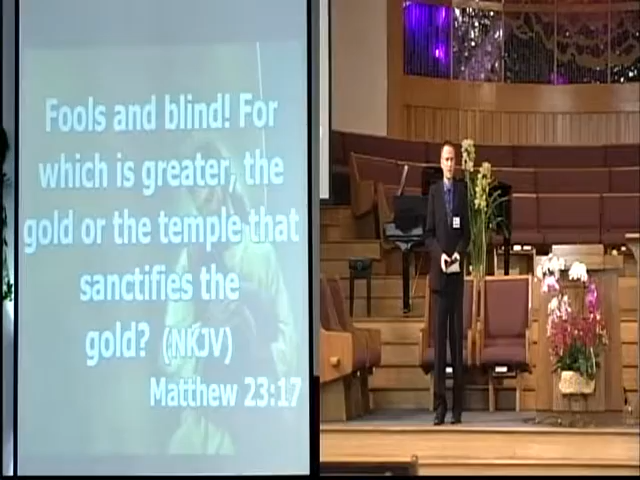 Fools and blind! For
which is greater, the
gold or the temple that
sanctifies the
gold? (NKJV)
Matthew 23:17